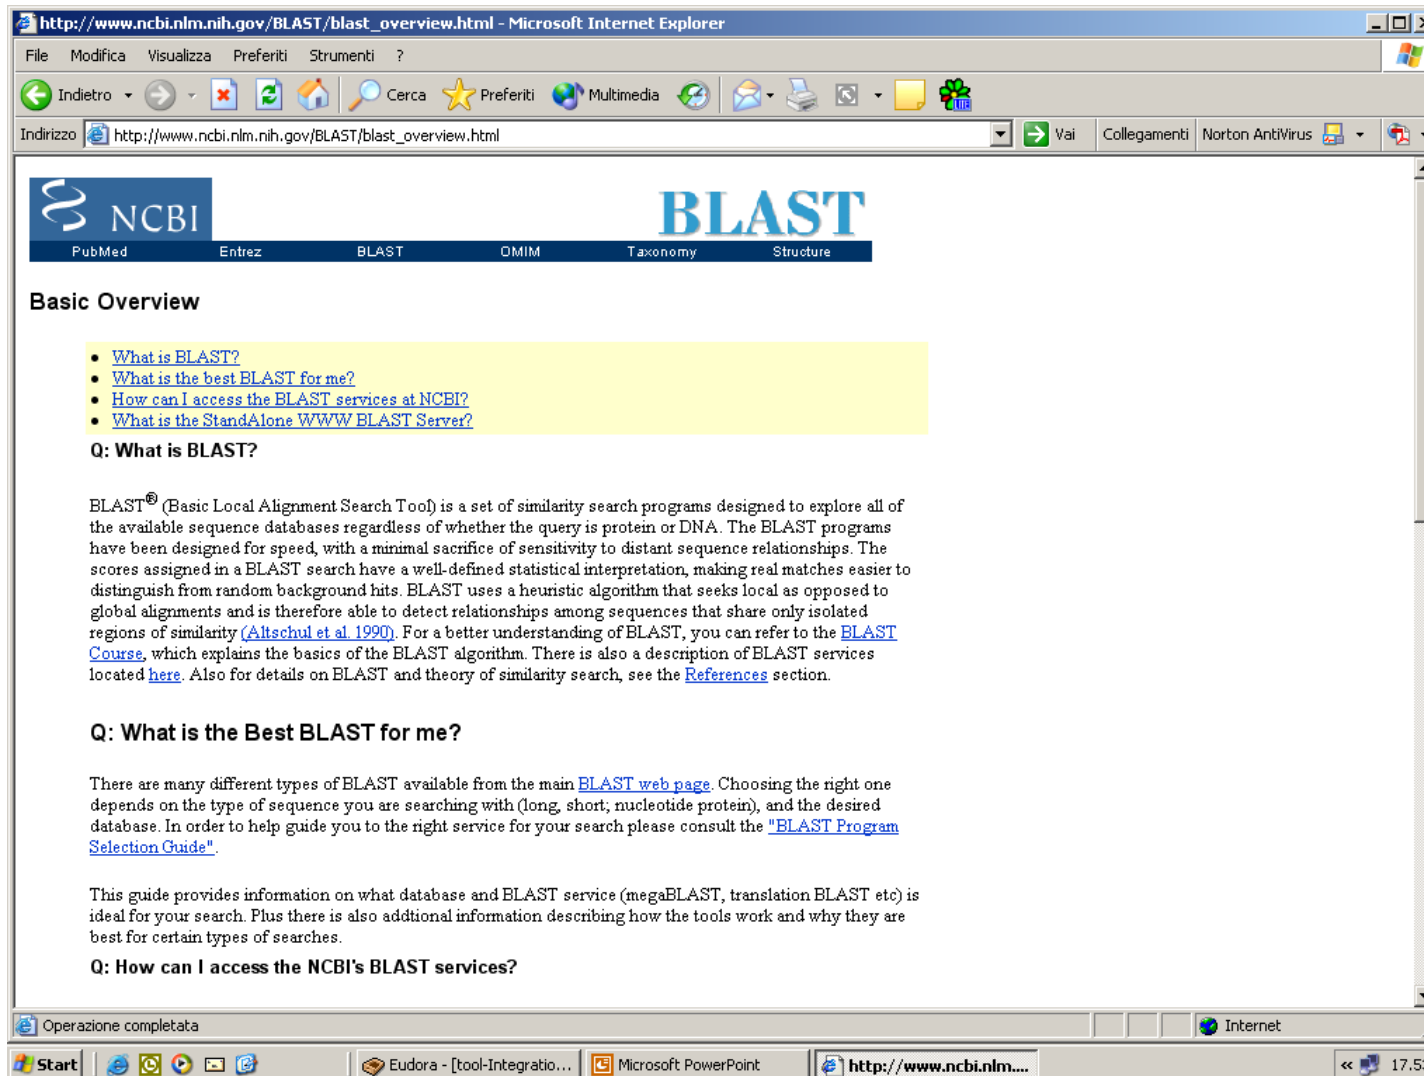 http://www.ncbi.nlm.nih.gov/BLAST/blast_overview.html - Microsoft Internet Explorer
File Modifica Visualizza Preferiti Strumenti ?
Indietro Cerca Preferiti Multimedia
Indirizzo http://www.ncbi.nlm.nih.gov/BLAST/blast_overview.html Vai Collegamenti Norton AntiVirus
NCBI BLAST
PubMed Entrez BLAST OMIM Taxonomy Structure
Basic Overview
• What is BLAST?
• What is the best BLAST for me?
• How can I access the BLAST services at NCBI?
• What is the StandAlone WWW BLAST Server?
Q: What is BLAST?
BLAST® (Basic Local Alignment Search Tool) is a set of similarity search programs designed to explore all of
the available sequence databases regardless of whether the query is protein or DNA. The BLAST programs
have been designed for speed, with a minimal sacrifice of sensitivity to distant sequence relationships. The
scores assigned in a BLAST search have a well-defined statistical interpretation, making real matches easier to
distinguish from random background hits. BLAST uses a heuristic algorithm that seeks local as opposed to
global alignments and is therefore able to detect relationships among sequences that share only isolated
regions of similarity (Altschul et al. 1990). For a better understanding of BLAST, you can refer to the BLAST
Course, which explains the basics of the BLAST algorithm. There is also a description of BLAST services
located here. Also for details on BLAST and theory of similarity search, see the References section.
Q: What is the Best BLAST for me?
There are many different types of BLAST available from the main BLAST web page. Choosing the right one
depends on the type of sequence you are searching with (long, short; nucleotide protein), and the desired
database. In order to help guide you to the right service for your search please consult the "BLAST Program
Selection Guide".
This guide provides information on what database and BLAST service (megaBLAST, translation BLAST etc) is
ideal for your search. Plus there is also addtional information describing how the tools work and why they are
best for certain types of searches.
Q: How can I access the NCBI's BLAST services?
Operazione completata Internet
Start Eudora - [tool-Integratio... Microsoft PowerPoint http://www.ncbi.nlm.... «